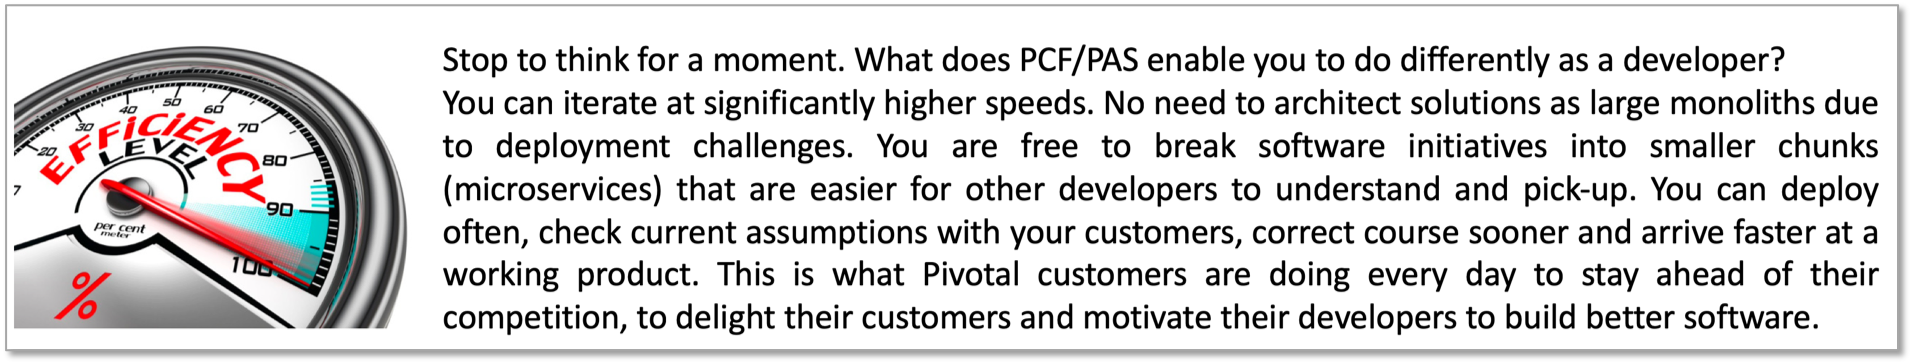 Stop to think for a moment. What does PCF/PAS enable you to do differently as a developer?
You can iterate at significantly higher speeds. No need to architect solutions as large monoliths due
to deployment challenges. You are free to break software initiatives into smaller chunks
(microservices) that are easier for other developers to understand and pick-up. You can deploy
often, check current assumptions with your customers, correct course sooner and arrive faster at a
working product. This is what Pivotal customers are doing every day to stay ahead of their
competition, to delight their customers and motivate their developers to build better software.
20
30
40
50
60
70
80
90
100
EFFiCiENCY
LEVEL
per cent
meter
%